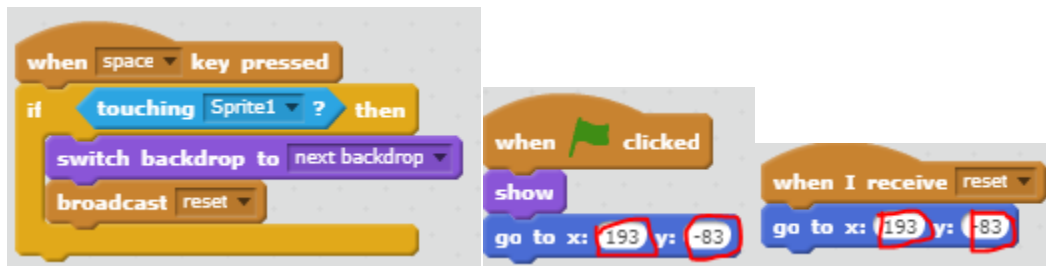 when space key pressed
if touching Sprite1 ? then
switch backdrop to next backdrop
broadcast reset
when clicked
show
go to x: 193 y: -83
when I receive reset
go to x: 193 y: -83